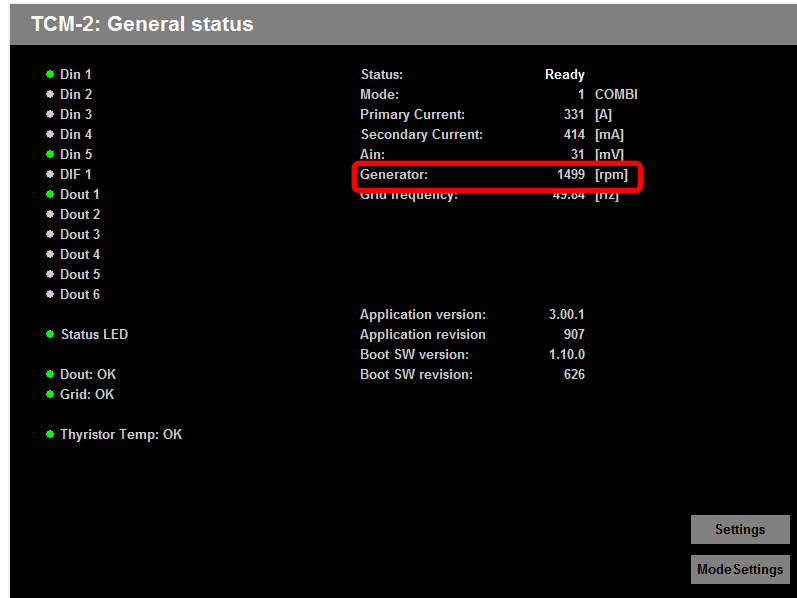 TCM-2: General status
Din 1
Din 2
Din 3
Din 4
Din 5
DIF 1
Dout 1
Dout 2
Dout 3
Dout 4
Dout 5
Dout 6
Status LED
Dout: OK
Grid: OK
Thyristor Temp: OK
Status: Ready
Mode: 1 COMBI
Primary Current: 331 [A]
Secondary Current: 414 [mA]
Ain: 31 [mV]
Generator: 1499 [rpm]
Grid frequency: 49.84 [Hz]
Application version: 3.00.1
Application revision 907
Boot SW version: 1.10.0
Boot SW revision: 626
Settings
Mode Settings